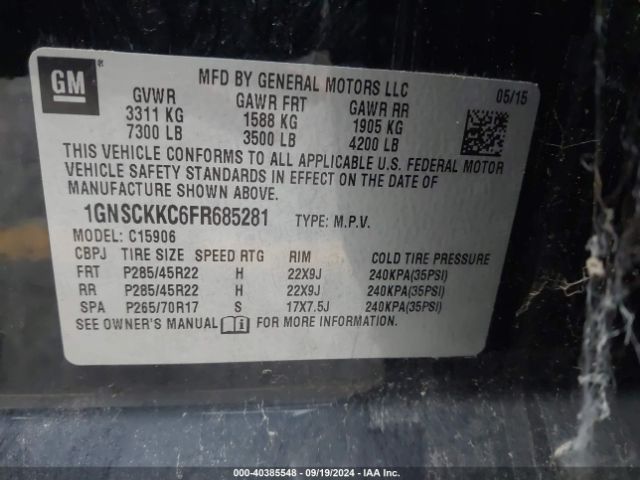 GM
MFD BY GENERAL MOTORS LLC
05/15
GVWR GAWR FRT GAWR RR
3311 KG 1588 KG 1905 KG
7300 LB 3500 LB 4200 LB
THIS VEHICLE CONFORMS TO ALL APPLICABLE U.S. FEDERAL MOTOR
VEHICLE SAFETY STANDARDS IN EFFECT ON THE DATE OF
MANUFACTURE SHOWN ABOVE.
1GNSCKKC6FR685281 TYPE: M.P.V.
MODEL: C15906
CBPJ TIRE SIZE SPEED RTG RIM COLD TIRE PRESSURE
FRT P285/45R22 H 22X9J 240KPA(35PSI)
RR P285/45R22 H 22X9J 240KPA(35PSI)
SPA P265/70R17 S 17X7.5J 240KPA(35PSI)
SEE OWNER'S MANUAL FOR MORE INFORMATION.
000-40385548 - 09/19/2024 - IAA Inc.